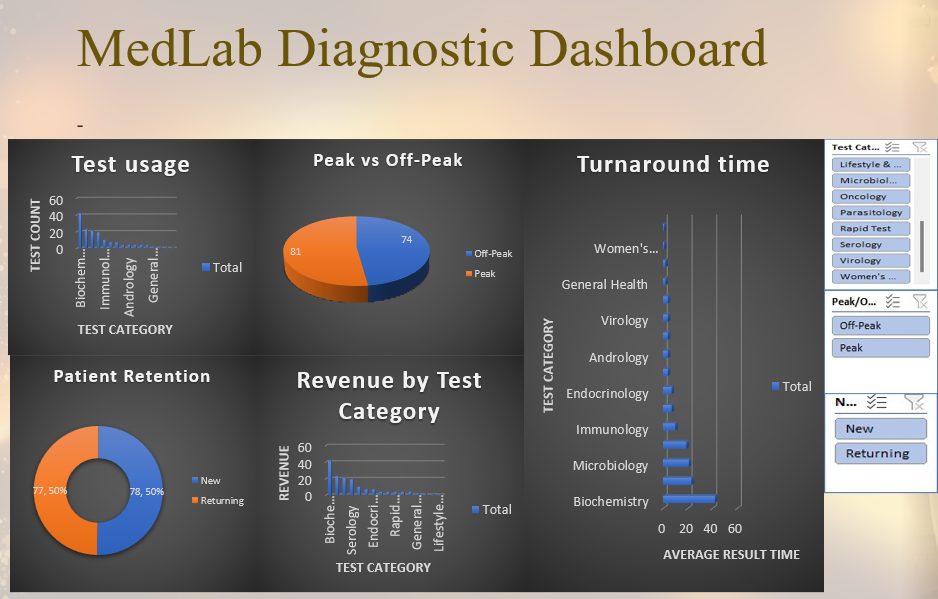 MedLab Diagnostic Dashboard
-
Test usage
TEST COUNT
60
40
20
0
Biochem...
Immunol...
Andrology
General...
Total
TEST CATEGORY
Peak vs Off-Peak
81
74
Off-Peak
Peak
Turnaround time
TEST CATEGORY
Women's...
General Health
Virology
Andrology
Endocrinology
Immunology
Microbiology
Biochemistry
0 20 40 60
AVERAGE RESULT TIME
Total
Patient Retention
77, 50%
78, 50%
New
Returning
Revenue by Test
Category
REVENUE
60
40
20
0
Bioche...
Serology
Endocri...
Rapid...
General...
Lifestyle...
Total
TEST CATEGORY
Test Cat...
Lifestyle & ...
Microbiol...
Oncology
Parasitology
Rapid Test
Serology
Virology
Women's ...
Peak/O...
Off-Peak
Peak
N...
New
Returning